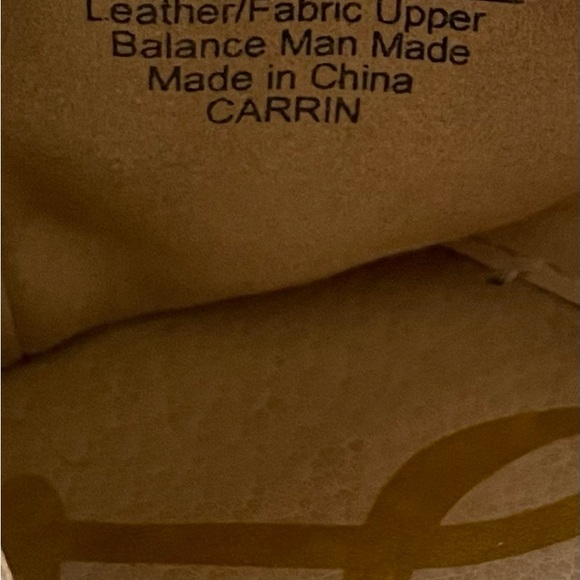 Leather/Fabric Upper
Balance Man Made
Made in China
CARRIN